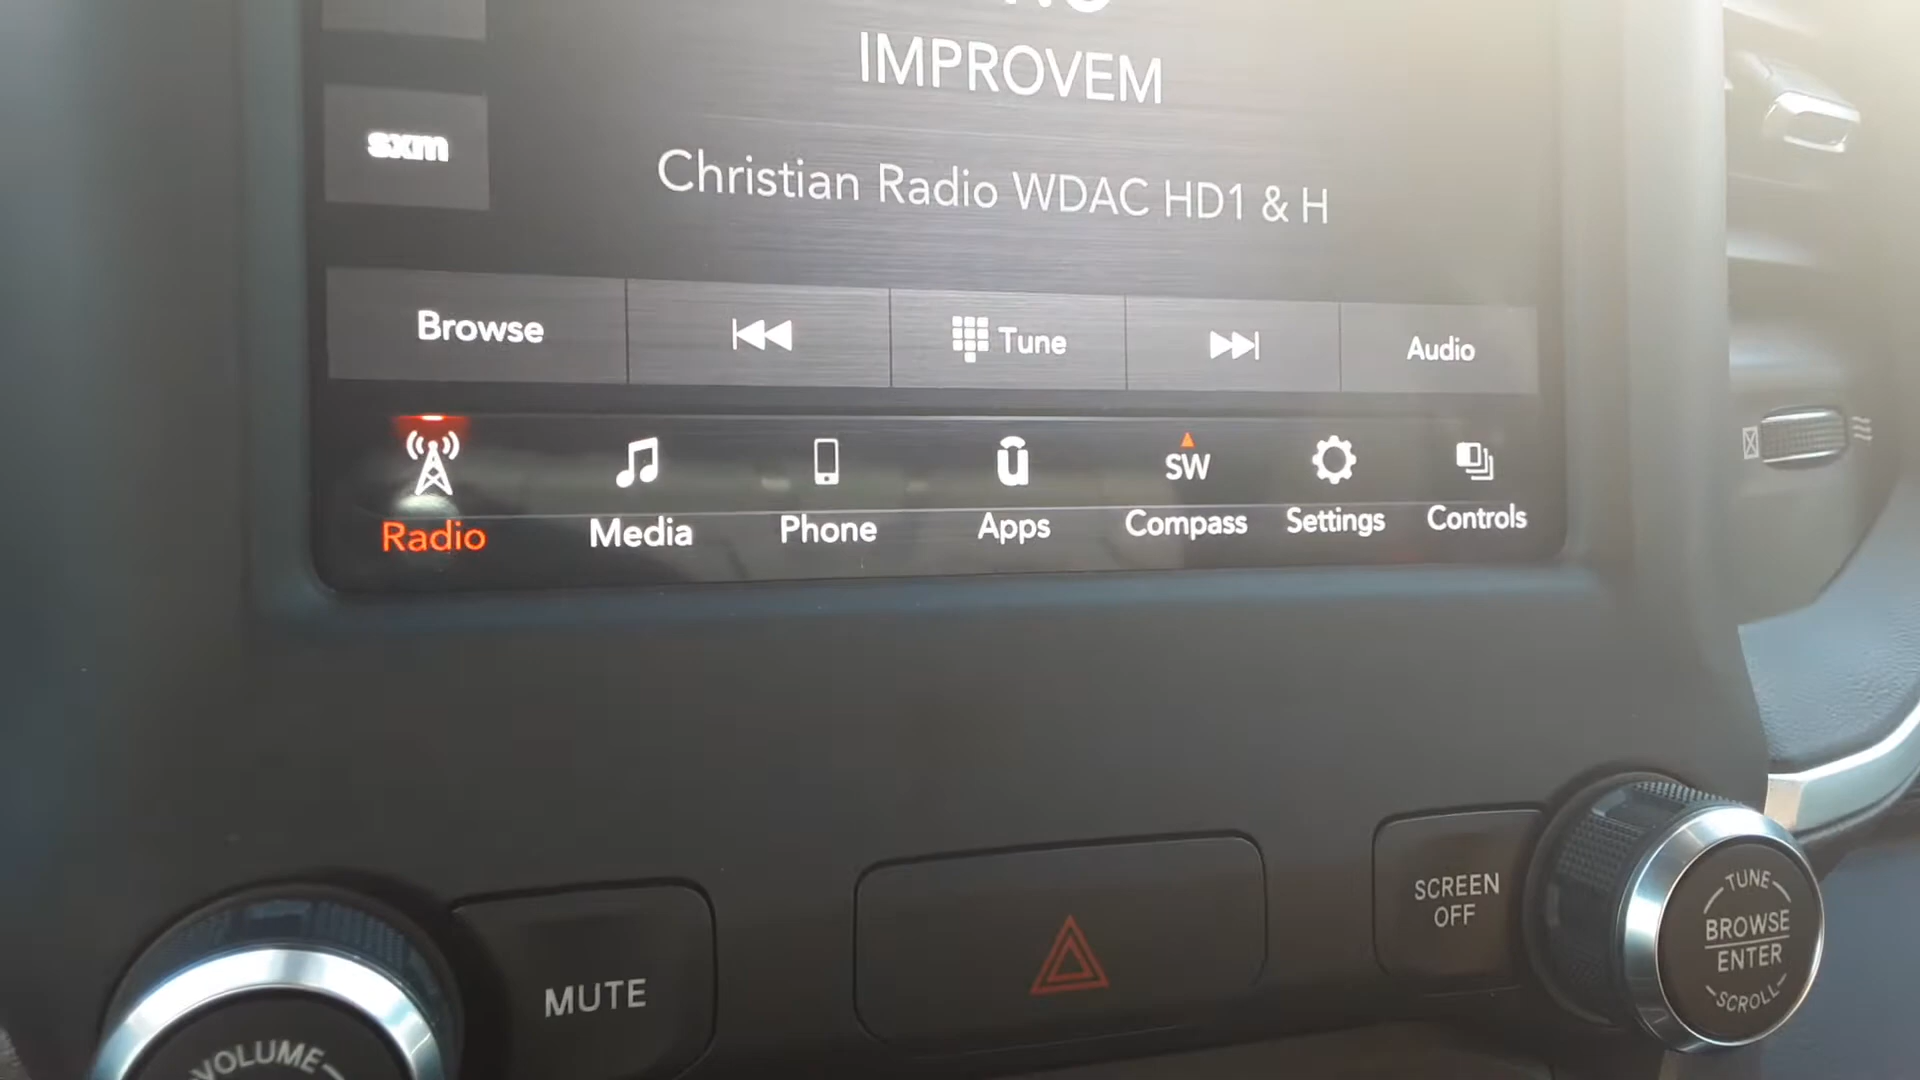 IMPROVEM
sxm
Christian Radio WDAC HD1 & H
Browse Tune Audio
SW
Radio Media Phone Apps Compass Settings Controls
SCREEN
OFF
TUNE
BROWSE
ENTER
SCROLL
MUTE
VOLUME